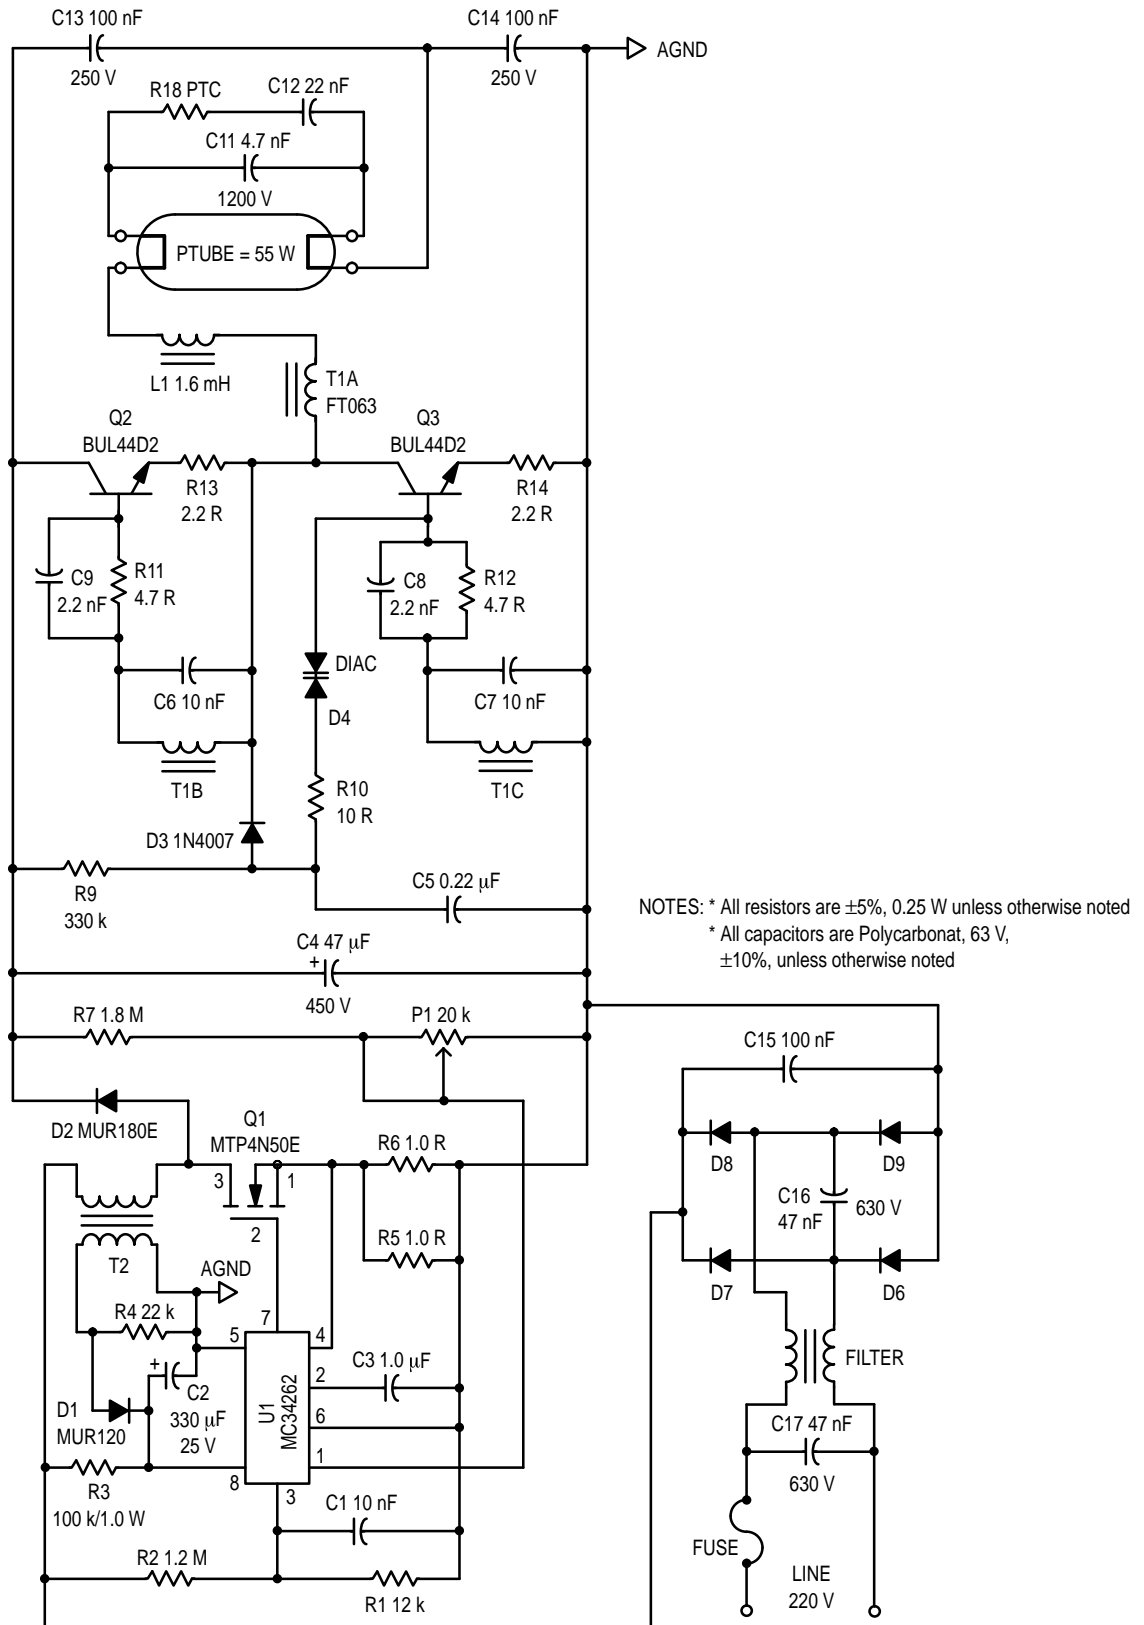 C13 100 nF
250 V
C14 100 nF
250 V
AGND
R18 PTC
C12 22 nF
C11 4.7 nF
1200 V
PTUBE = 55 W
L1 1.6 mH
T1A
FT063
Q2
BUL44D2
Q3
BUL44D2
R13
2.2 R
R14
2.2 R
C9
2.2 nF
R11
4.7 R
C8
2.2 nF
R12
4.7 R
DIAC
D4
C6 10 nF
C7 10 nF
T1B
T1C
R10
10 R
D3 1N4007
R9
330 k
C5 0.22 µF
NOTES: * All resistors are ±5%, 0.25 W unless otherwise noted
* All capacitors are Polycarbonat, 63 V,
±10%, unless otherwise noted
C4 47 µF
+
450 V
R7 1.8 M
P1 20 k
C15 100 nF
D2 MUR180E
Q1
MTP4N50E
3
1
2
R6 1.0 R
R5 1.0 R
D8
D9
C16
47 nF
630 V
D7
D6
T2
AGND
R4 22 k
7
5
4
+
C2
330 µF
25 V
D1
MUR120
U1
MC34262
2
C3 1.0 µF
6
1
8
3
R3
100 k/1.0 W
C1 10 nF
R2 1.2 M
R1 12 k
FILTER
C17 47 nF
630 V
FUSE
LINE
220 V